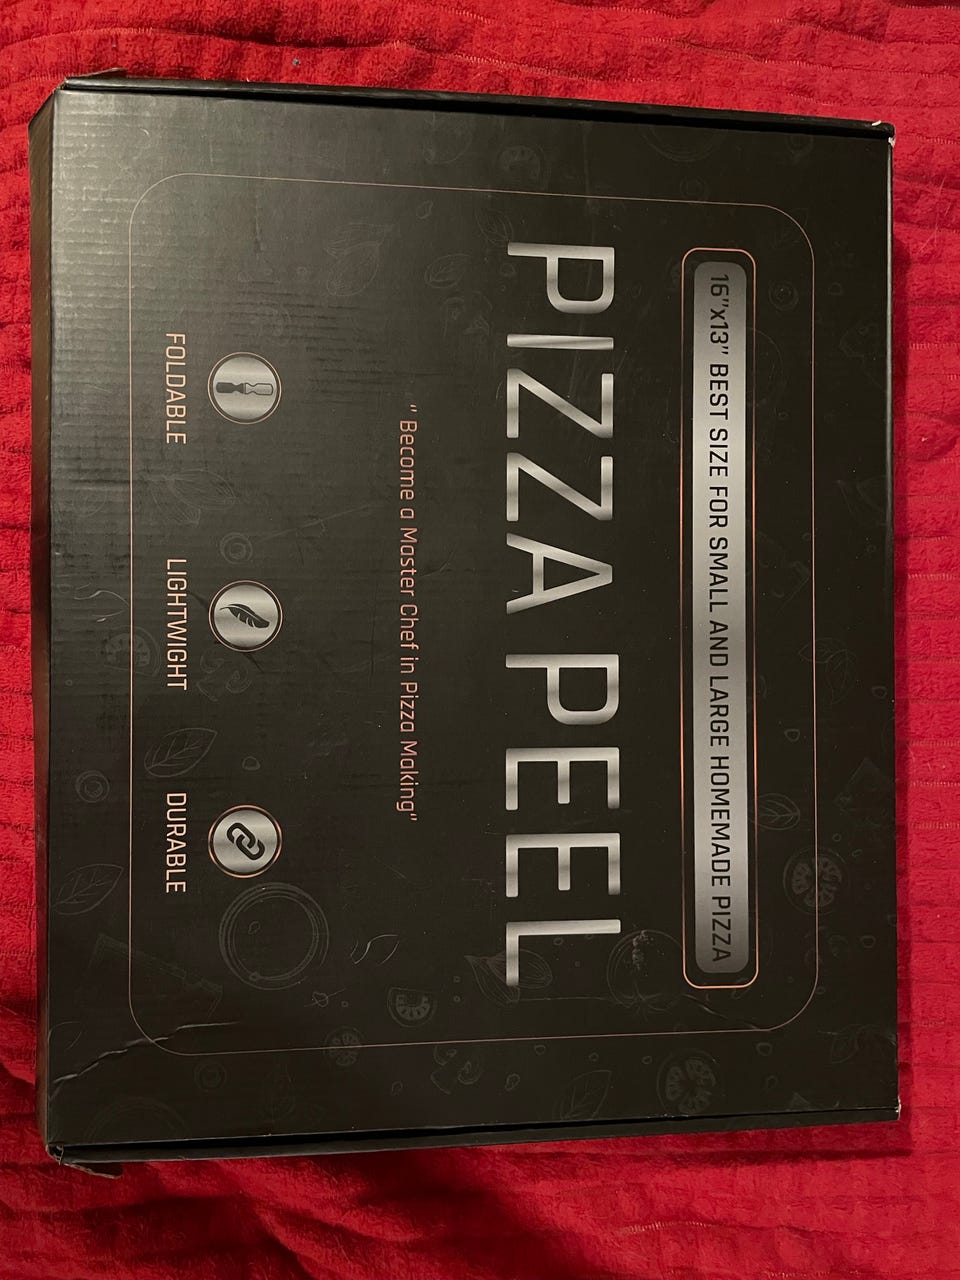 16"x13" BEST SIZE FOR SMALL AND LARGE HOMEMADE PIZZA
PIZZA PEEL
" Become a Master Chef in Pizza Making"
FOLDABLE
LIGHTWIGHT
DURABLE